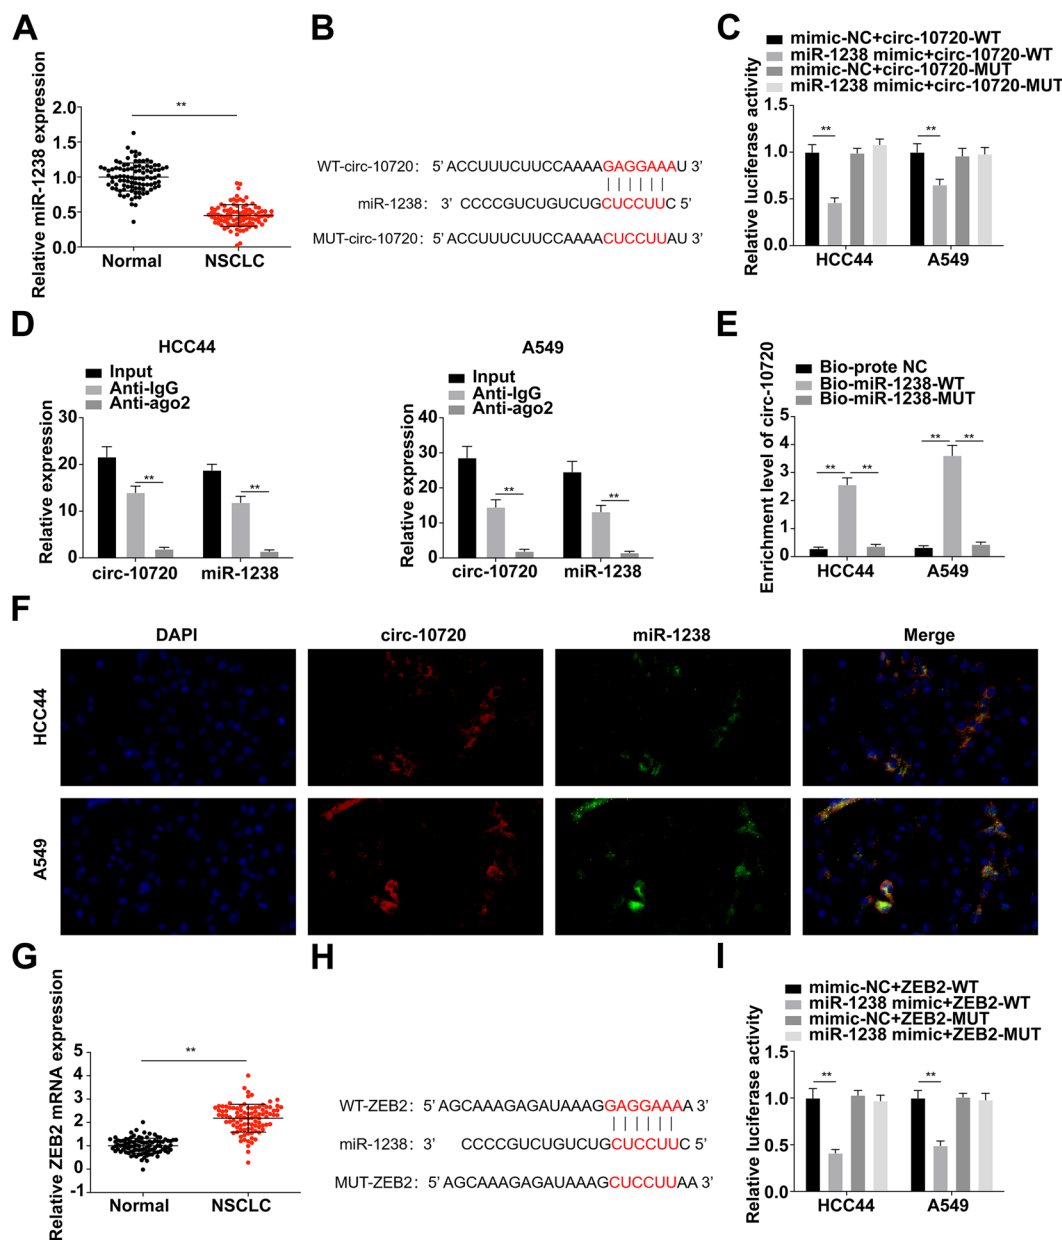 A
Relative miR-1238 expression
2.0
1.5
1.0
0.5
0.0
**
Normal
NSCLC
B
WT-circ-10720: 5' ACCUUUCUUCCAAAAGAGGAAAU 3'
miR-1238: 3' CCCCGUCUGUCUGCUCCUUC 5'
MUT-circ-10720: 5' ACCUUUCUUCCAAAACUCCUUAU 3'
C
mimic-NC+circ-10720-WT
miR-1238 mimic+circ-10720-WT
mimic-NC+circ-10720-MUT
miR-1238 mimic+circ-10720-MUT
Relative luciferase activity
1.5
1.0
0.5
0.0
**
**
HCC44
A549
D
HCC44
Input
Anti-IgG
Anti-ago2
Relative expression
30
20
10
0
**
**
circ-10720
miR-1238
A549
Input
Anti-IgG
Anti-ago2
Relative expression
40
30
20
10
0
**
**
circ-10720
miR-1238
E
Bio-prote NC
Bio-miR-1238-WT
Bio-miR-1238-MUT
Enrichment level of circ-10720
5
4
3
2
1
0
**
**
**
**
HCC44
A549
F
DAPI
circ-10720
miR-1238
Merge
HCC44
A549
G
Relative ZEB2 mRNA expression
5
4
3
2
1
0
-1
**
Normal
NSCLC
H
WT-ZEB2: 5' AGCAAAGAGAUAAAGGAGGAAAA 3'
miR-1238: 3' CCCCGUCUGUCUGCUCCUUC 5'
MUT-ZEB2: 5' AGCAAAGAGAUAAAGCUCCUUAA 3'
I
mimic-NC+ZEB2-WT
miR-1238 mimic+ZEB2-WT
mimic-NC+ZEB2-MUT
miR-1238 mimic+ZEB2-MUT
Relative luciferase activity
1.5
1.0
0.5
0.0
**
**
HCC44
A549